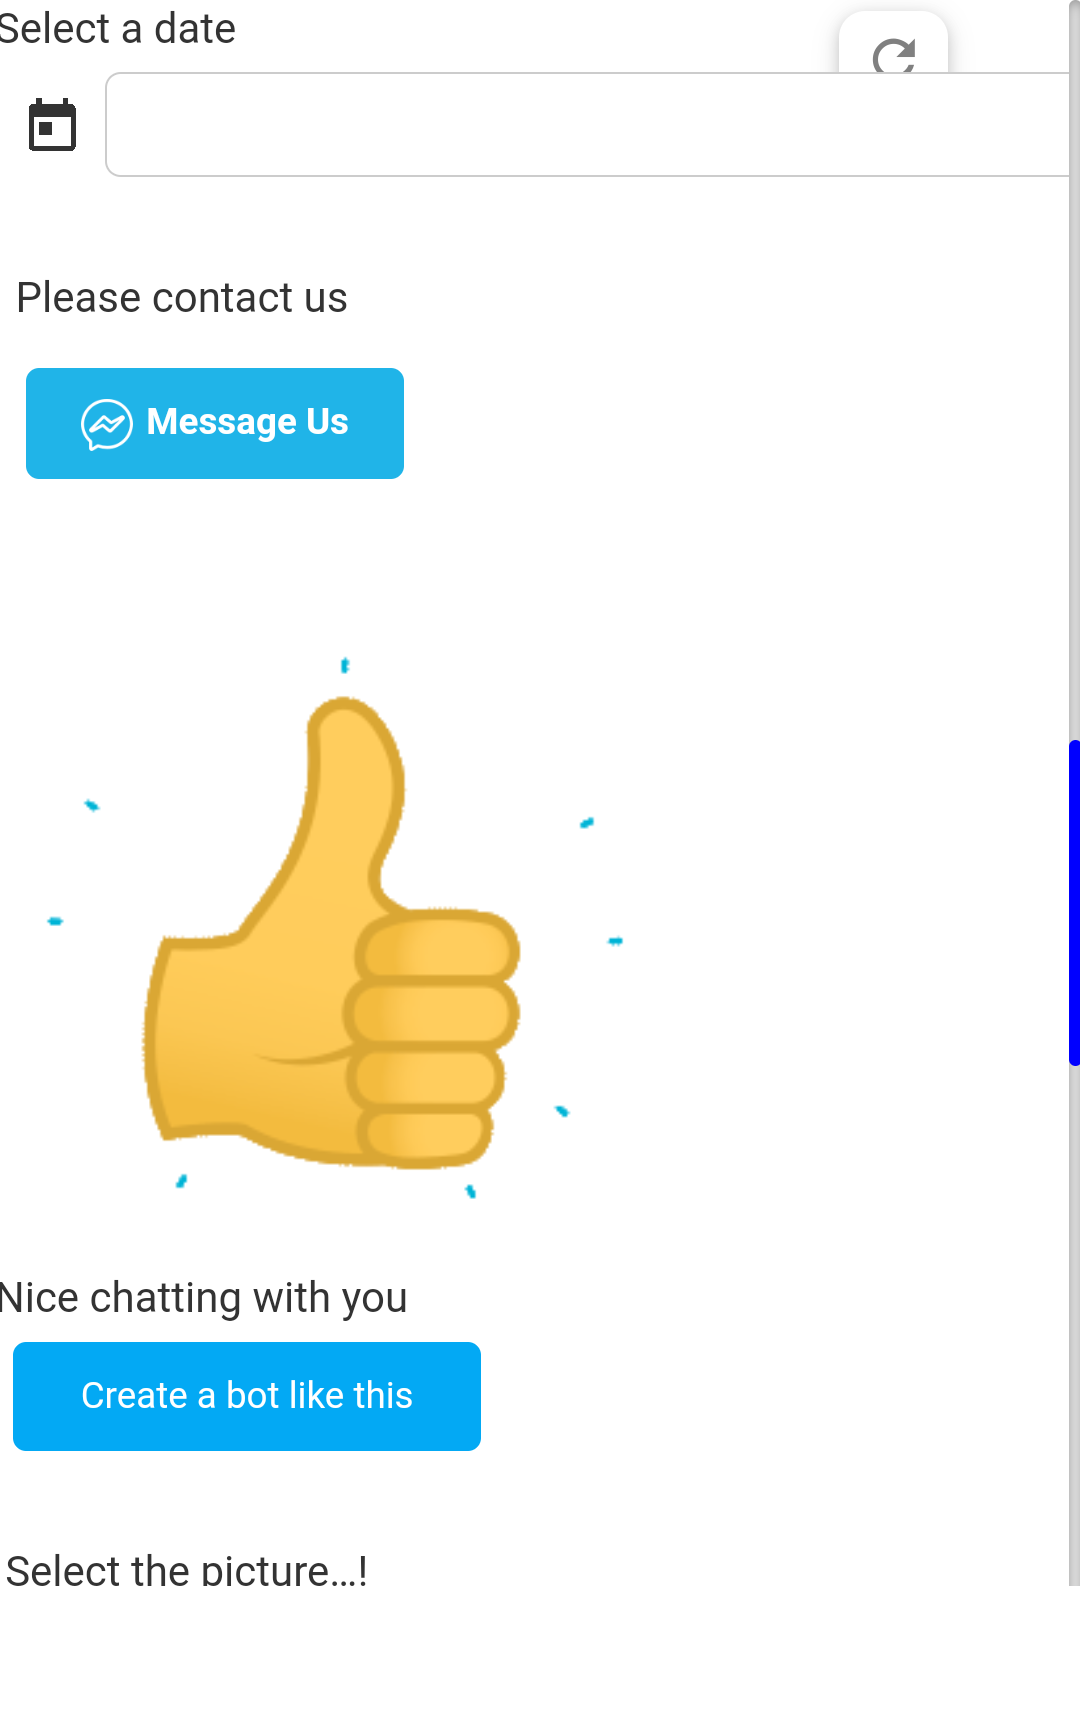 Select a date
Please contact us
Message Us
Nice chatting with you
Create a bot like this
Select the picture...!